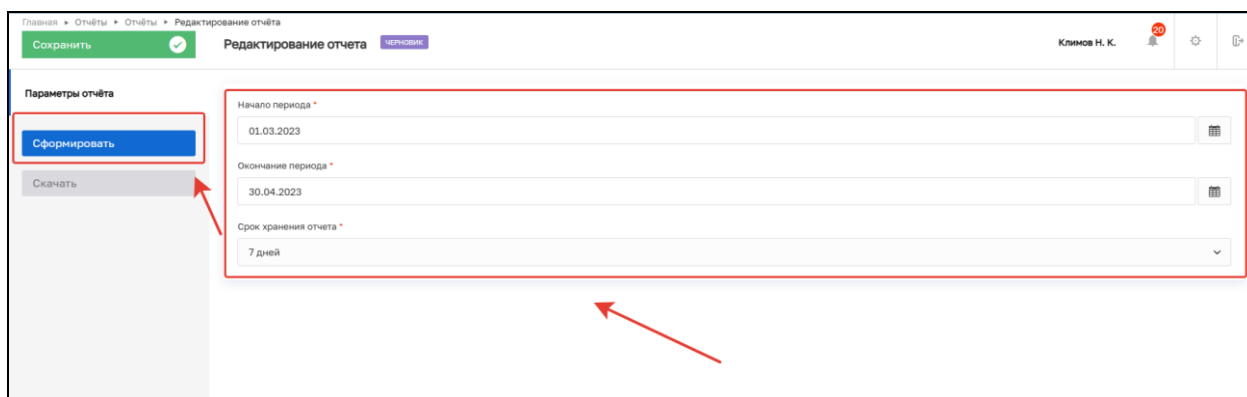 Главная ▸ Отчёты ▸ Отчёты ▸ Редактирование отчёта
Сохранить
Редактирование отчета ЧЕРНОВИК
Климов Н. К.
20
Параметры отчёта
Сформировать
Скачать
Начало периода *
01.03.2023
Окончание периода *
30.04.2023
Срок хранения отчета *
7 дней